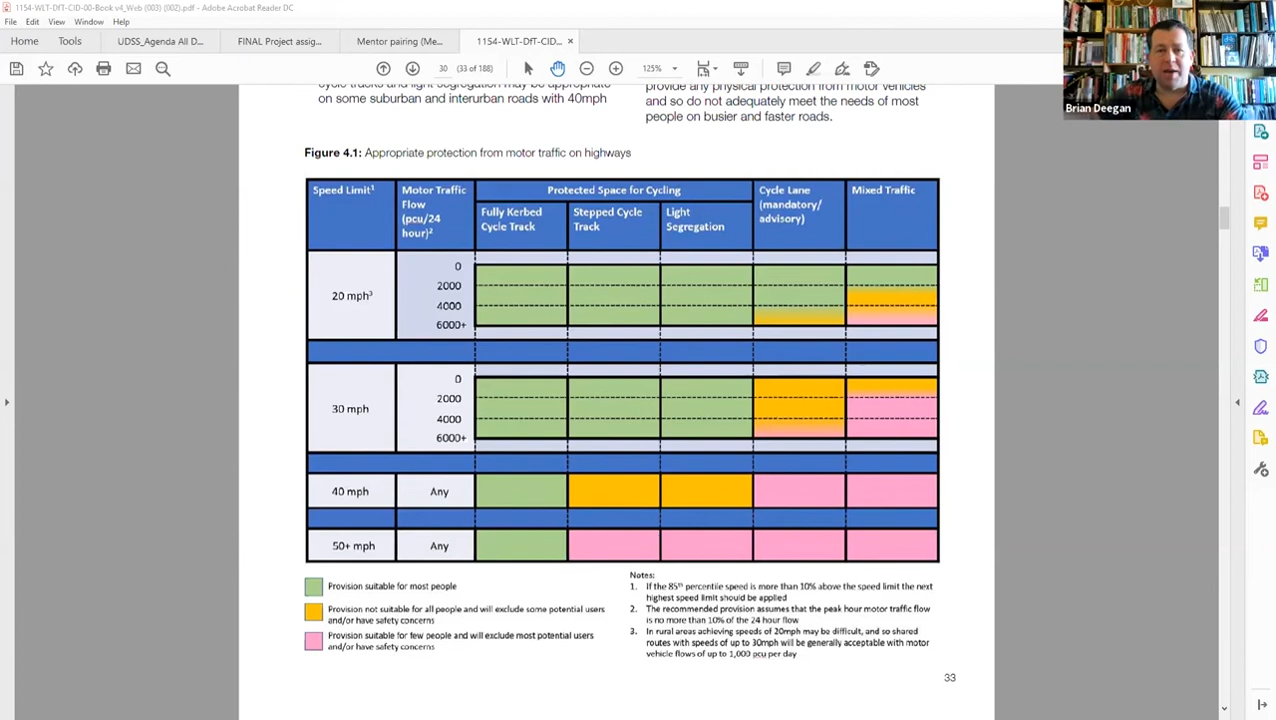 1154-WLT-DfT-CID-00-Book v4_Web (003) (002).pdf - Adobe Acrobat Reader DC
File Edit View Window Help
Home Tools UDSS_Agenda All D... FINAL Project assig... Mentor pairing (Me... 1154-WLT-DfT-CID... ×
30 (33 of 188) 125%
Brian Deegan
cycle tracks and light segregation may be appropriate
on some suburban and interurban roads with 40mph
provide any physical protection from motor vehicles
and so do not adequately meet the needs of most
people on busier and faster roads.
Figure 4.1: Appropriate protection from motor traffic on highways
Speed Limit¹
Motor Traffic
Flow
(pcu/24
hour)²
Protected Space for Cycling
Fully Kerbed
Cycle Track
Stepped Cycle
Track
Light
Segregation
Cycle Lane
(mandatory/
advisory)
Mixed Traffic
20 mph³
0
2000
4000
6000+
30 mph
0
2000
4000
6000+
40 mph Any
50+ mph Any
Provision suitable for most people
Provision not suitable for all people and will exclude some potential users
and/or have safety concerns
Provision suitable for few people and will exclude most potential users
and/or have safety concerns
Notes:
1. If the 85th percentile speed is more than 10% above the speed limit the next
highest speed limit should be applied
2. The recommended provision assumes that the peak hour motor traffic flow
is no more than 10% of the 24 hour flow
3. In rural areas achieving speeds of 20mph may be difficult, and so shared
routes with speeds of up to 30mph will be generally acceptable with motor
vehicle flows of up to 1,000 pcu per day
33